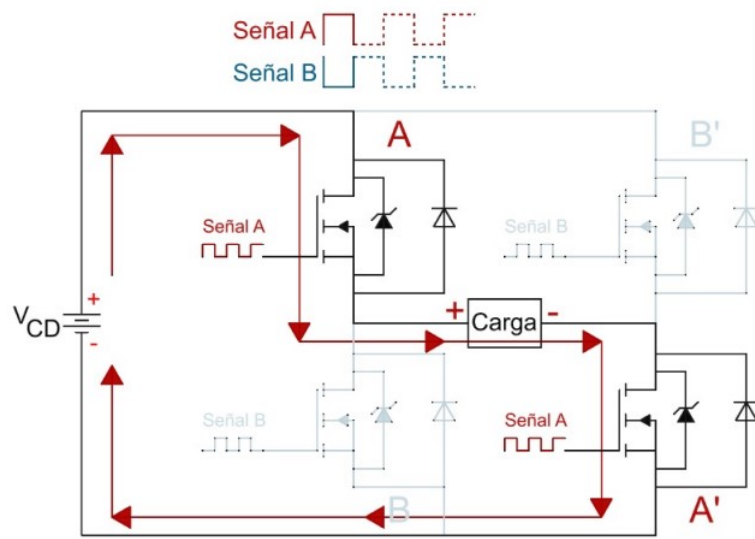 Señal A
Señal B
A
B'
Señal A
Señal B
+
V CD
-
+ Carga -
Señal B
Señal A
B
A'